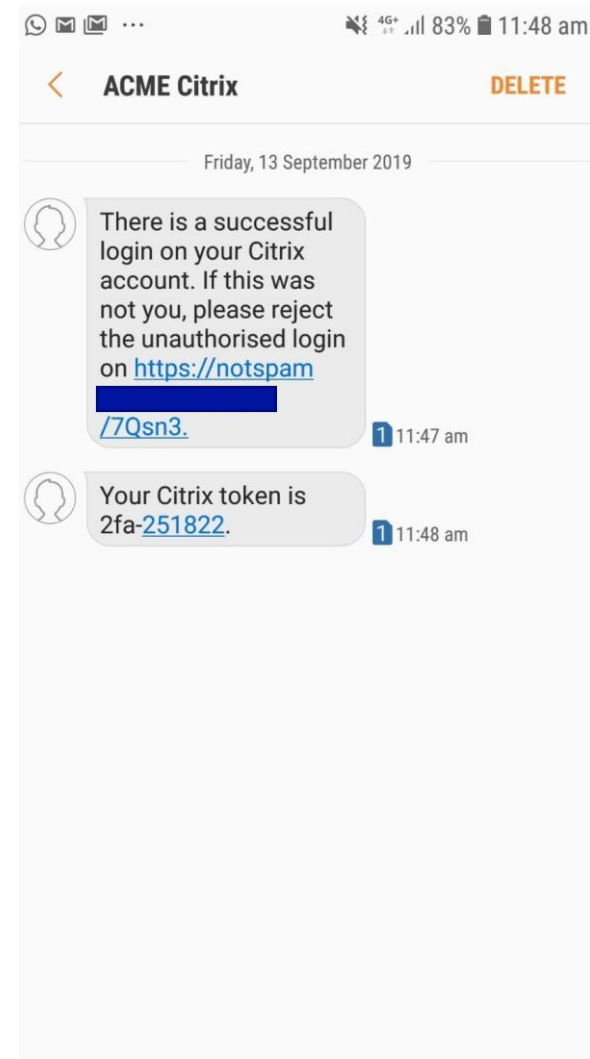 83% 11:48 am
ACME Citrix DELETE
Friday, 13 September 2019
There is a successful
login on your Citrix
account. If this was
not you, please reject
the unauthorised login
on https://notspam
/7Qsn3.
1 11:47 am
Your Citrix token is
2fa-251822.
1 11:48 am